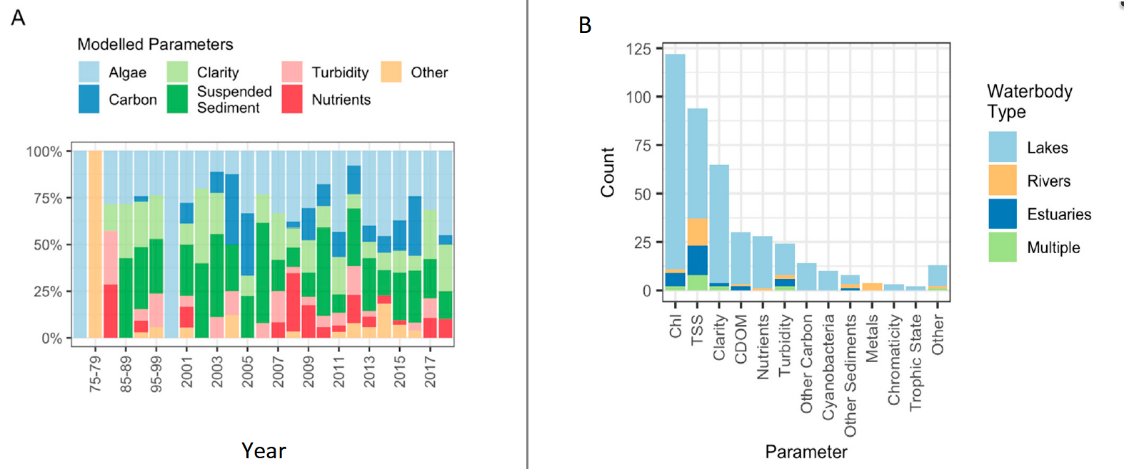 A
Modelled Parameters
Algae
Clarity
Turbidity
Other
Carbon
Suspended
Sediment
Nutrients
100%
75%
50%
25%
0%
75-79
85-89
95-99
2001
2003
2005
2007
2009
2011
2013
2015
2017
Year
B
125
100
75
50
25
0
Count
Chl
TSS
Clarity
CDOM
Nutrients
Turbidity
Other Carbon
Cyanobacteria
Other Sediments
Metals
Chromaticity
Trophic State
Other
Parameter
Waterbody
Type
Lakes
Rivers
Estuaries
Multiple